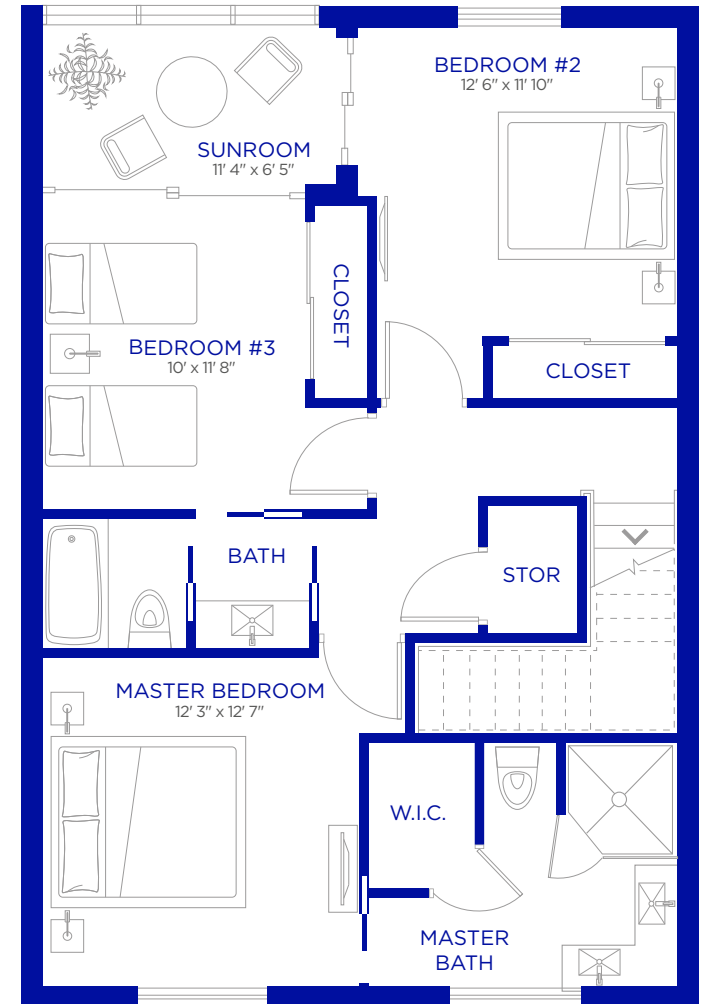 BEDROOM #2
12' 6" x 11' 10"
SUNROOM
11' 4" x 6' 5"
CLOSET
BEDROOM #3
10' x 11' 8"
CLOSET
BATH
STOR
MASTER BEDROOM
12' 3" x 12' 7"
W.I.C.
MASTER
BATH